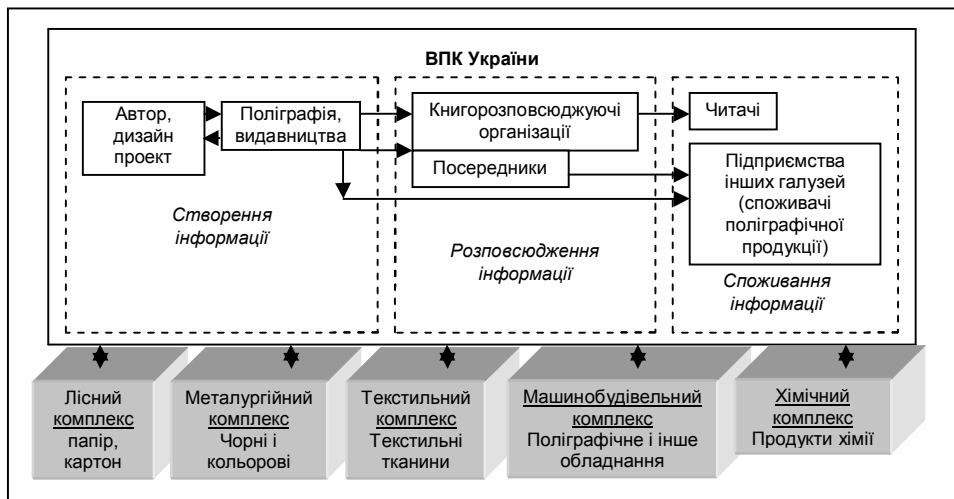 ВПК України
Автор,
дизайн
проект
Поліграфія,
видавництва
Створення
інформації
Книгорозповсюджуючі
організації
Посередники
Розповсюдження
інформації
Читачі
Підприємства
інших галузей
(споживачі
поліграфічної
продукції)
Споживання
інформації
Лісний
комплекс
папір,
картон
Металургійний
комплекс
Чорні і
кольорові
Текстильний
комплекс
Текстильні
тканини
Машинобудівельний
комплекс
Поліграфічне і інше
обладнання
Хімічний
комплекс
Продукти хімії